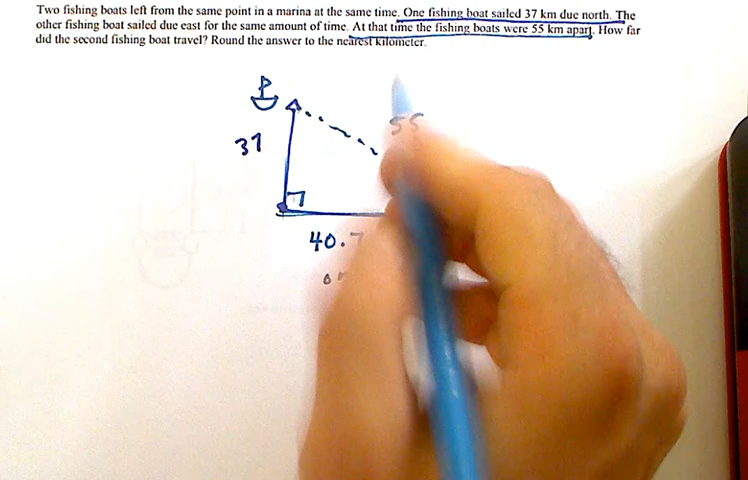 Two fishing boats left from the same point in a marina at the same time. One fishing boat sailed 37 km due north. The
other fishing boat sailed due east for the same amount of time. At that time the fishing boats were 55 km apart. How far
did the second fishing boat travel? Round the answer to the nearest kilometer.
55
37
40.7